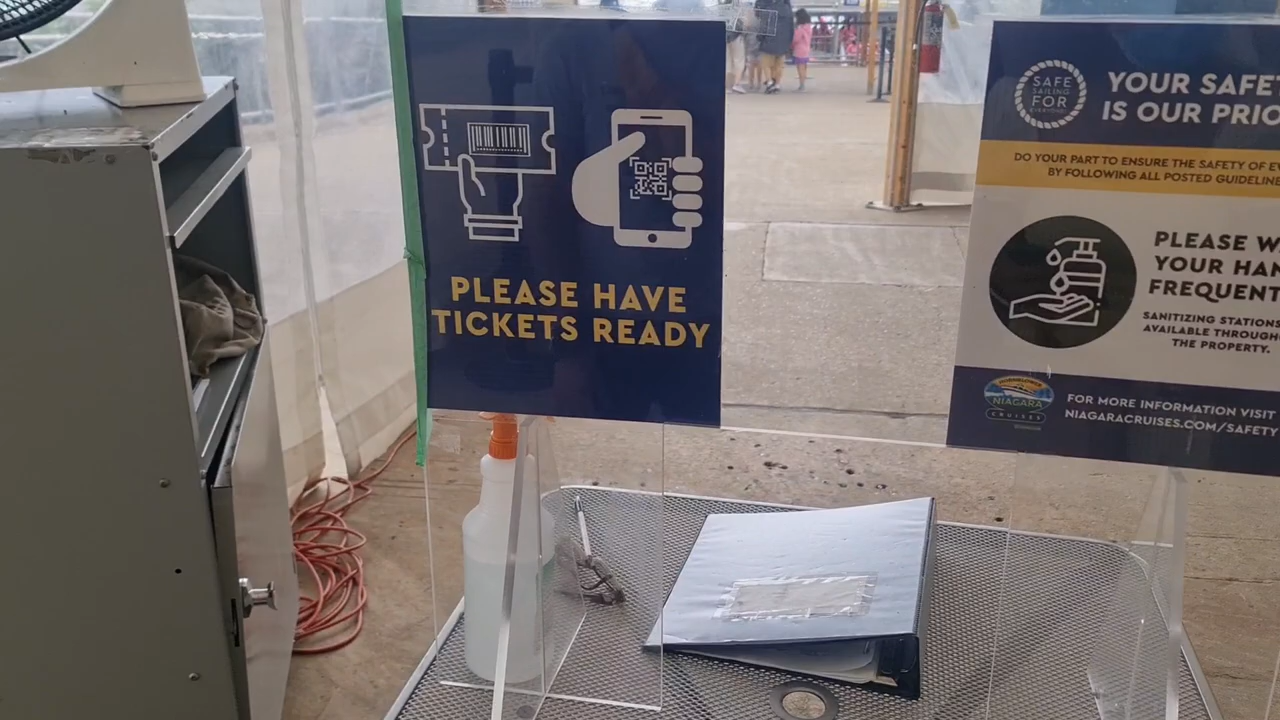 PLEASE HAVE
TICKETS READY
SAFE
SAILING
FOR
EVERYONE
YOUR SAFE
IS OUR PRIO
DO YOUR PART TO ENSURE THE SAFETY OF E
BY FOLLOWING ALL POSTED GUIDELINE
PLEASE W
YOUR HAN
FREQUENT
SANITIZING STATIONS
AVAILABLE THROUGH
THE PROPERTY.
NIAGARA
CRUISES
FOR MORE INFORMATION VISIT
NIAGARACRUISES.COM/SAFETY